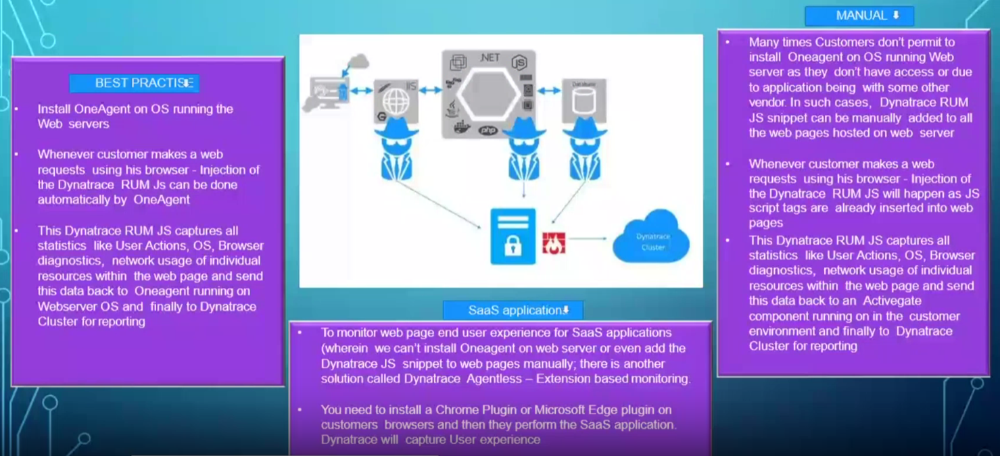 BEST PRACTISE
• Install OneAgent on OS running the
Web servers
• Whenever customer makes a web
requests using his browser - Injection of
the Dynatrace RUM Js can be done
automatically by OneAgent
• This Dynatrace RUM JS captures all
statistics like User Actions, OS, Browser
diagnostics, network usage of individual
resources within the web page and send
this data back to Oneagent running on
Webserver OS and finally to Dynatrace
Cluster for reporting
.NET
JS
IIS
Database
php
Dynatrace
Cluster
SaaS application
• To monitor web page end user experience for SaaS applications
(wherein we can't install Oneagent on web server or even add the
Dynatrace JS snippet to web pages manually; there is another
solution called Dynatrace Agentless – Extension based monitoring.
• You need to install a Chrome Plugin or Microsoft Edge plugin on
customers browsers and then they perform the SaaS application.
Dynatrace will capture User experience
MANUAL
• Many times Customers don't permit to
install Oneagent on OS running Web
server as they don't have access or due
to application being with some other
vendor. In such cases, Dynatrace RUM
JS snippet can be manually added to all
the web pages hosted on web server
• Whenever customer makes a web
requests using his browser - Injection of
the Dynatrace RUM JS will happen as JS
script tags are already inserted into web
pages
• This Dynatrace RUM JS captures all
statistics like User Actions, OS, Browser
diagnostics, network usage of individual
resources within the web page and send
this data back to an Activegate
component running on in the customer
environment and finally to Dynatrace
Cluster for reporting